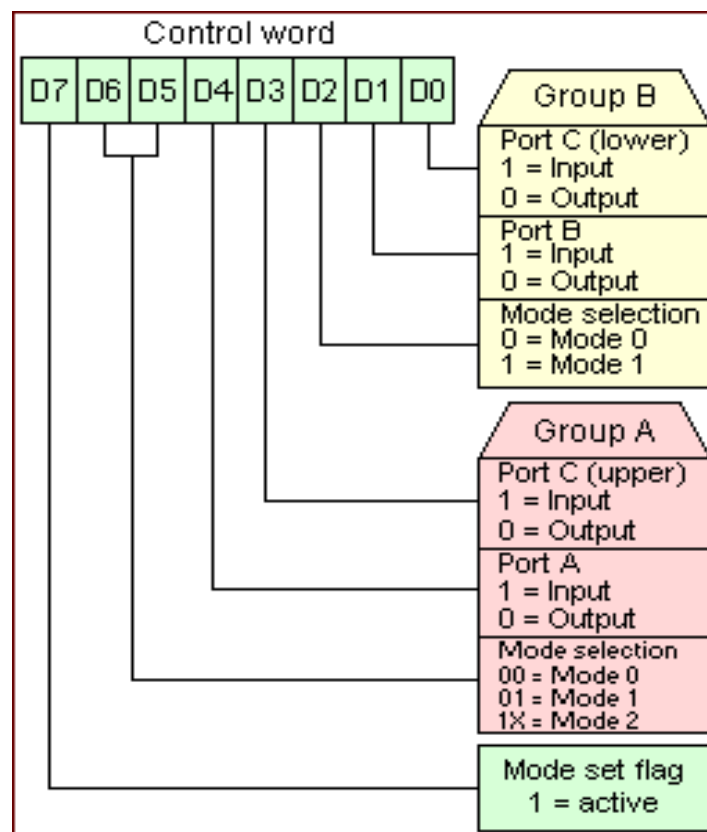 Control word
D7 D6 D5 D4 D3 D2 D1 D0
Group B
Port C (lower)
1 = Input
0 = Output
Port B
1 = Input
0 = Output
Mode selection
0 = Mode 0
1 = Mode 1
Group A
Port C (upper)
1 = Input
0 = Output
Port A
1 = Input
0 = Output
Mode selection
00 = Mode 0
01 = Mode 1
1X = Mode 2
Mode set flag
1 = active